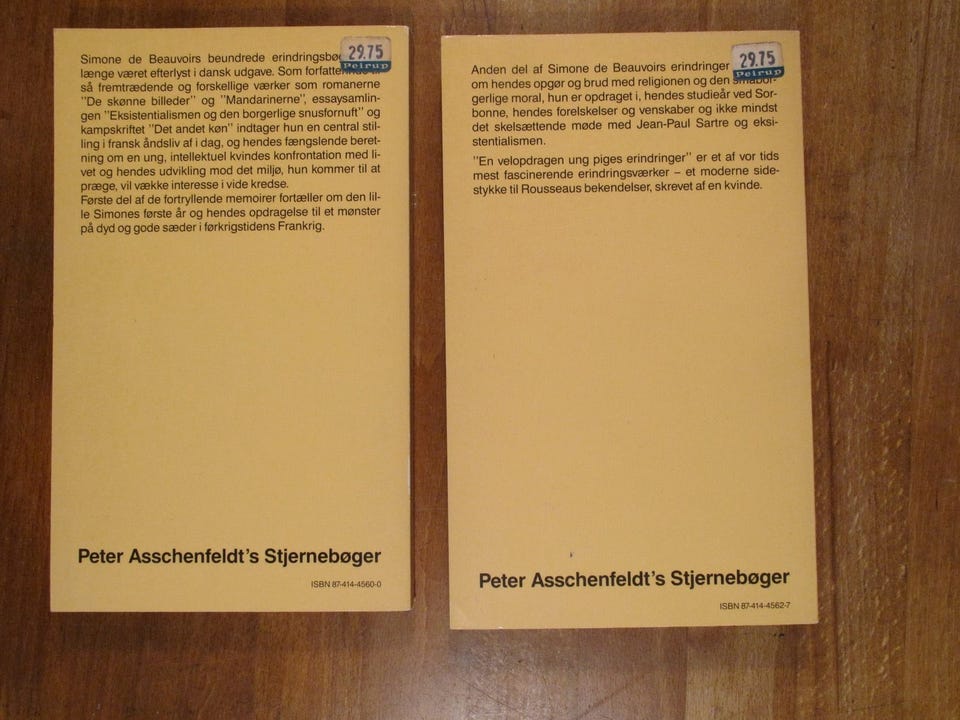 29.75
Peirup
Simone de Beauvoirs beundrede
længe været efterlyst i dansk udgave. Som
så fremtrædende og forskellige værker som romanerne
"De skønne billeder" og "Mandarinerne", essaysamlin-
gen "Eksistentialismen og den borgerlige snusfornuft" og
kampskriftet "Det andet køn" indtager hun en central stil-
ling i fransk åndsliv af i dag, og hendes fængslende beret-
ning om en ung, intellektuel kvindes konfrontation med li-
vet og hendes udvikling mod det miljø, hun kommer til at
præge, vil vække interesse i vide kredse.
Første del af de fortryllende memoirer fortæller om den lil-
le Simones første år og hendes opdragelse til et mønster
på dyd og gode sæder i førkrigstidens Frankrig.
Peter Asschenfeldt's Stjernebøger
ISBN 87-414-4560-0
29.75
Peirup
Anden del af Simone de Beauvoirs erindringer
om hendes opgør og brud med religionen og den
gerlige moral, hun er opdraget i, hendes studieår ved Sor-
bonne, hendes forelskelser og venskaber og ikke mindst
det skelsættende møde med Jean-Paul Sartre og eksi-
stentialismen.
"En velopdragen ung piges erindringer" er et af vor tids
mest fascinerende erindringsværker – et moderne side-
stykke til Rousseaus bekendelser, skrevet af en kvinde.
Peter Asschenfeldt's Stjernebøger
ISBN 87-414-4562-7